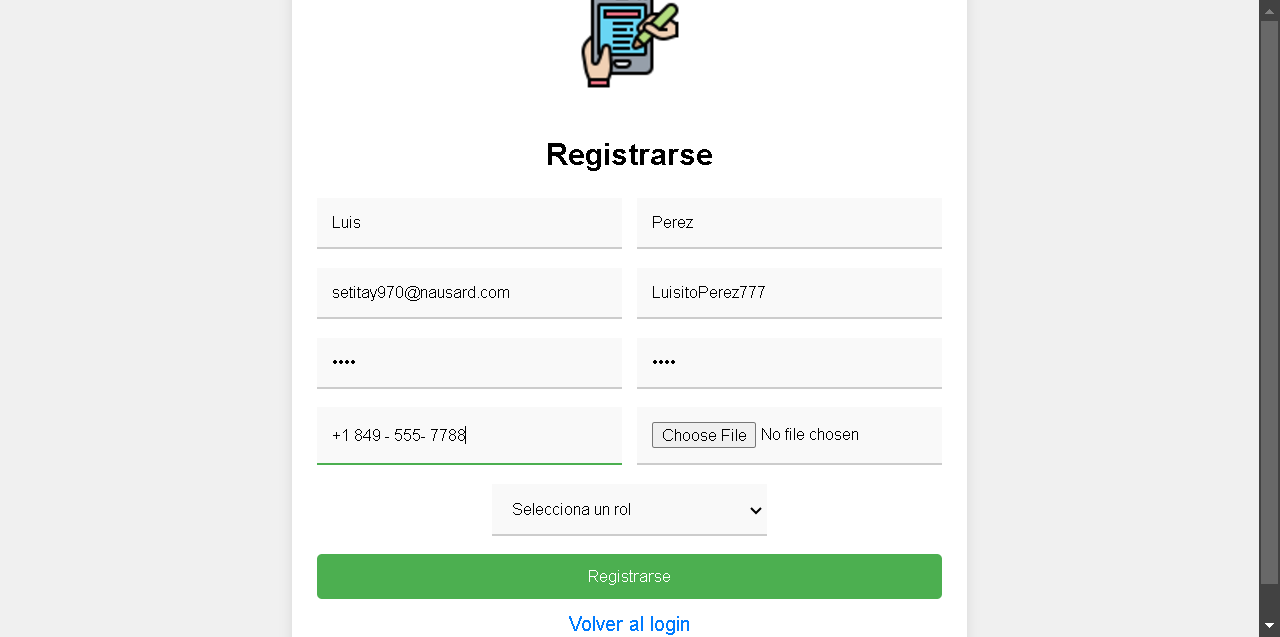 Registrarse
Luis Perez
setitay970@nausard.com LuisitoPerez777
•••• ••••
+1 849 - 555- 7788 Choose File No file chosen
Selecciona un rol
Registrarse
Volver al login